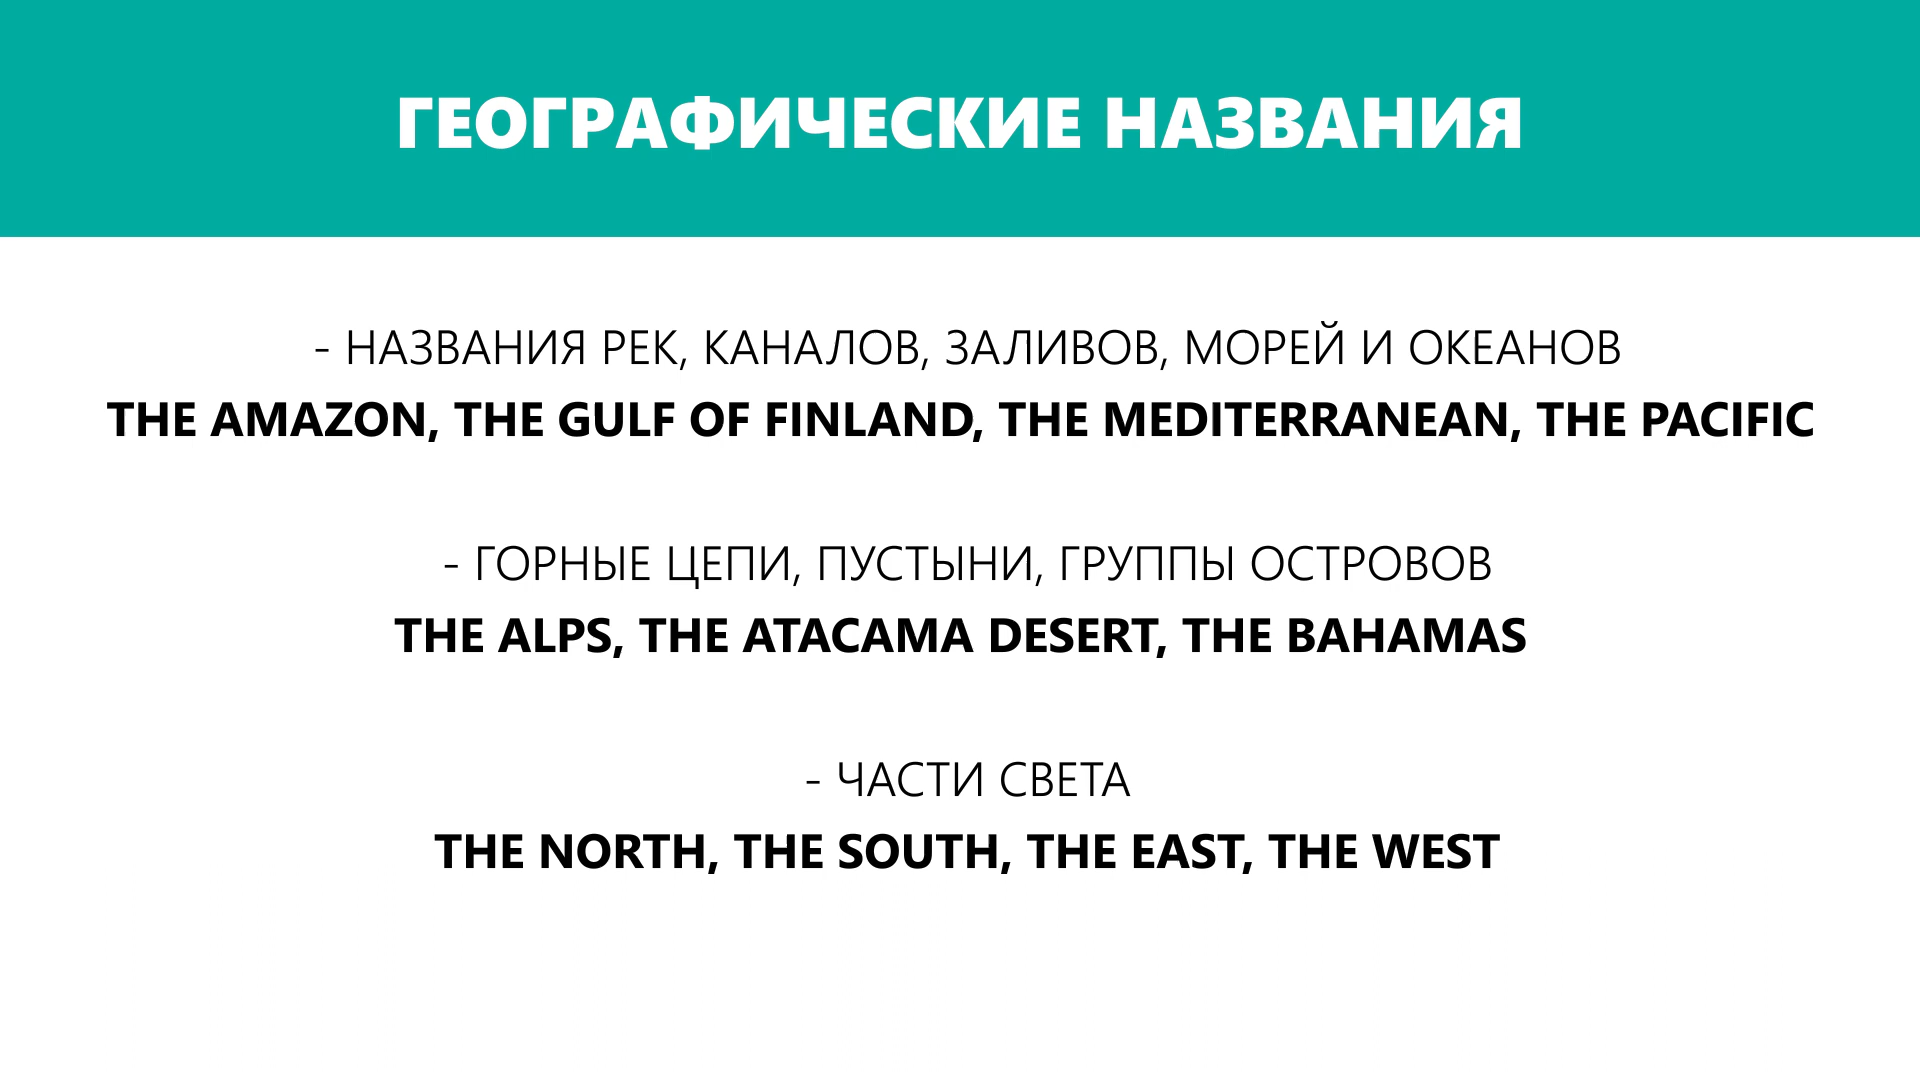 ГЕОГРАФИЧЕСКИЕ НАЗВАНИЯ
- НАЗВАНИЯ РЕК, КАНАЛОВ, ЗАЛИВОВ, МОРЕЙ И ОКЕАНОВ
THE AMAZON, THE GULF OF FINLAND, THE MEDITERRANEAN, THE PACIFIC
- ГОРНЫЕ ЦЕПИ, ПУСТЫНИ, ГРУППЫ ОСТРОВОВ
THE ALPS, THE ATACAMA DESERT, THE BAHAMAS
- ЧАСТИ СВЕТА
THE NORTH, THE SOUTH, THE EAST, THE WEST